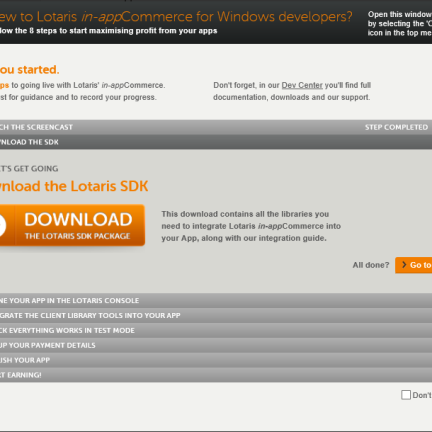 ew to Lotaris in-appCommerce for Windows developers?
low the 8 steps to start maximising profit from your apps
Open this window
by selecting the '
icon in the top me
ou started.
ps to going live with Lotaris' in-appCommerce.
st for guidance and to record your progress.
Don't forget, in our Dev Center you'll find full
documentation, downloads and our support.
CH THE SCREENCAST
STEP COMPLETED
NLOAD THE SDK
T'S GET GOING
nload the Lotaris SDK
DOWNLOAD
THE LOTARIS SDK PACKAGE
This download contains all the libraries you
need to integrate Lotaris in-appCommerce into
your App, along with our integration guide.
All done?
Go to
NE YOUR APP IN THE LOTARIS CONSOLE
GRATE THE CLIENT LIBRARY TOOLS INTO YOUR APP
CK EVERYTHING WORKS IN TEST MODE
UP YOUR PAYMENT DETAILS
ISH YOUR APP
T EARNING!
Don't